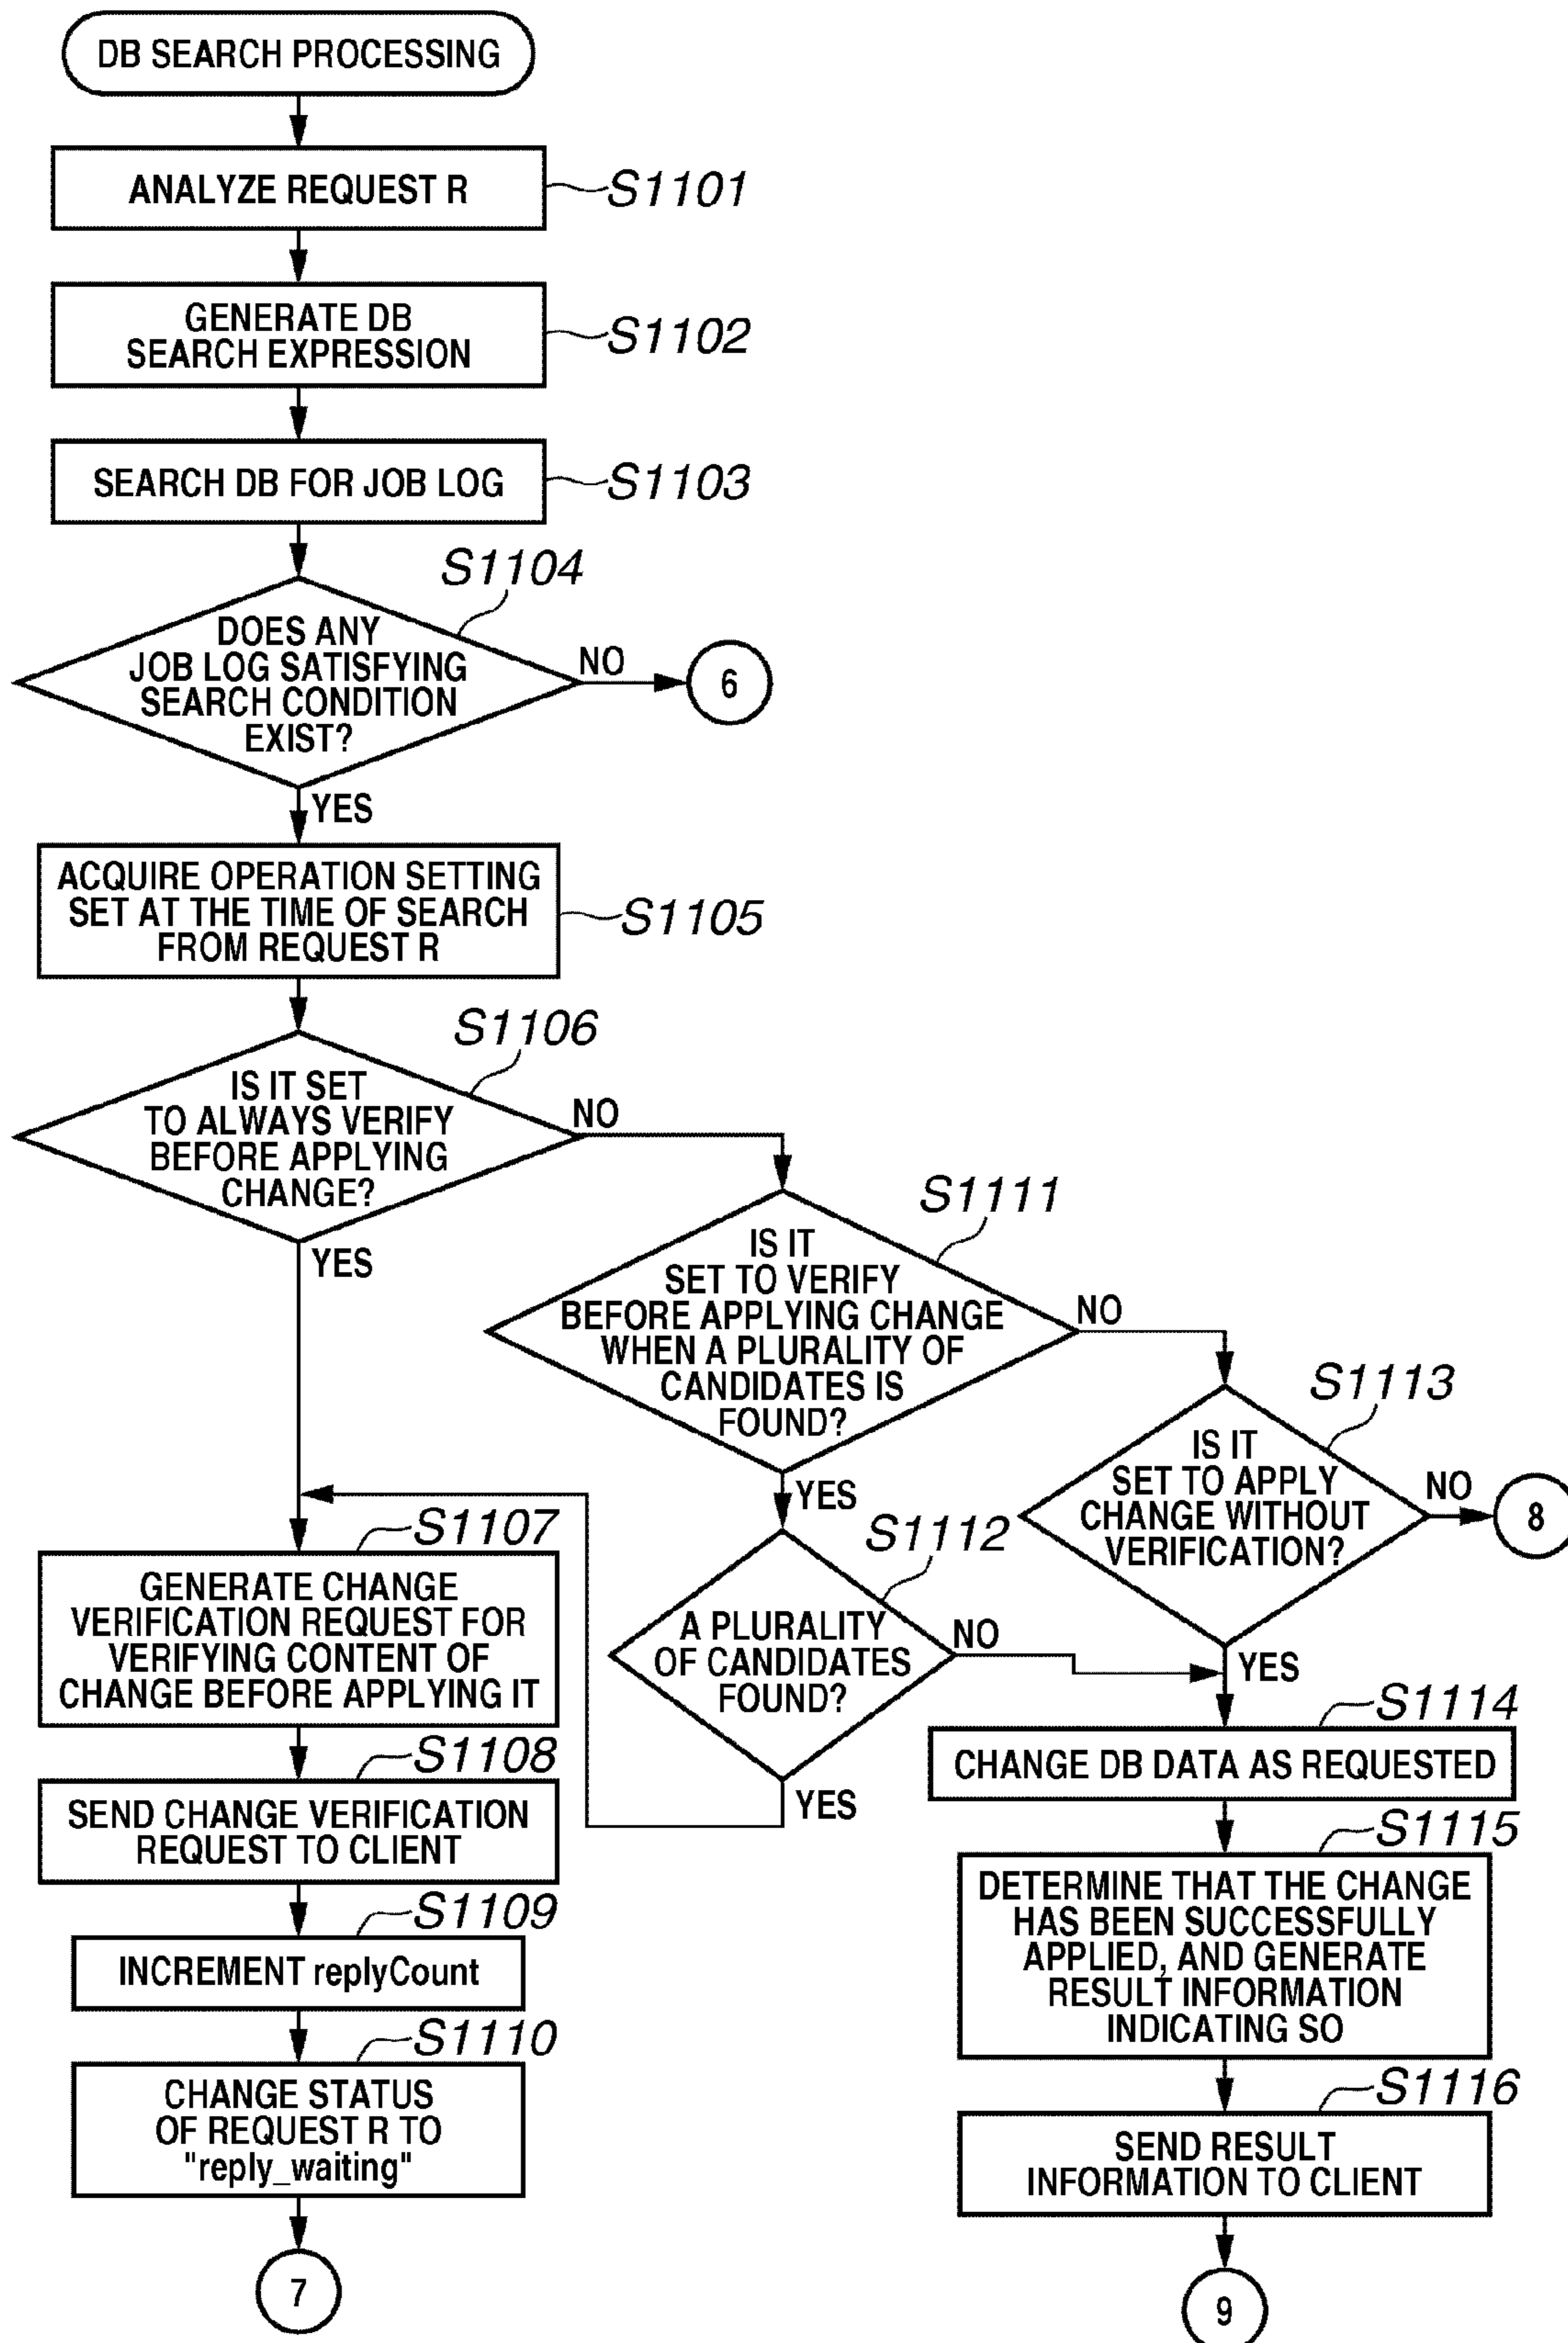 DB SEARCH PROCESSING
ANALYZE REQUEST R
S1101
GENERATE DB
SEARCH EXPRESSION
S1102
SEARCH DB FOR JOB LOG
S1103
S1104
DOES ANY
JOB LOG SATISFYING
SEARCH CONDITION
EXIST?
NO
6
YES
ACQUIRE OPERATION SETTING
SET AT THE TIME OF SEARCH
FROM REQUEST R
S1105
S1106
IS IT SET
TO ALWAYS VERIFY
BEFORE APPLYING
CHANGE?
NO
YES
S1111
IS IT
SET TO VERIFY
BEFORE APPLYING CHANGE
WHEN A PLURALITY OF
CANDIDATES IS
FOUND?
NO
YES
S1113
IS IT
SET TO APPLY
CHANGE WITHOUT
VERIFICATION?
NO
8
YES
S1112
A PLURALITY
OF CANDIDATES
FOUND?
NO
YES
S1107
GENERATE CHANGE
VERIFICATION REQUEST FOR
VERIFYING CONTENT OF
CHANGE BEFORE APPLYING IT
S1108
SEND CHANGE VERIFICATION
REQUEST TO CLIENT
S1109
INCREMENT replyCount
S1110
CHANGE STATUS
OF REQUEST R TO
"reply_waiting"
7
S1114
CHANGE DB DATA AS REQUESTED
S1115
DETERMINE THAT THE CHANGE
HAS BEEN SUCCESSFULLY
APPLIED, AND GENERATE
RESULT INFORMATION
INDICATING SO
S1116
SEND RESULT
INFORMATION TO CLIENT
9